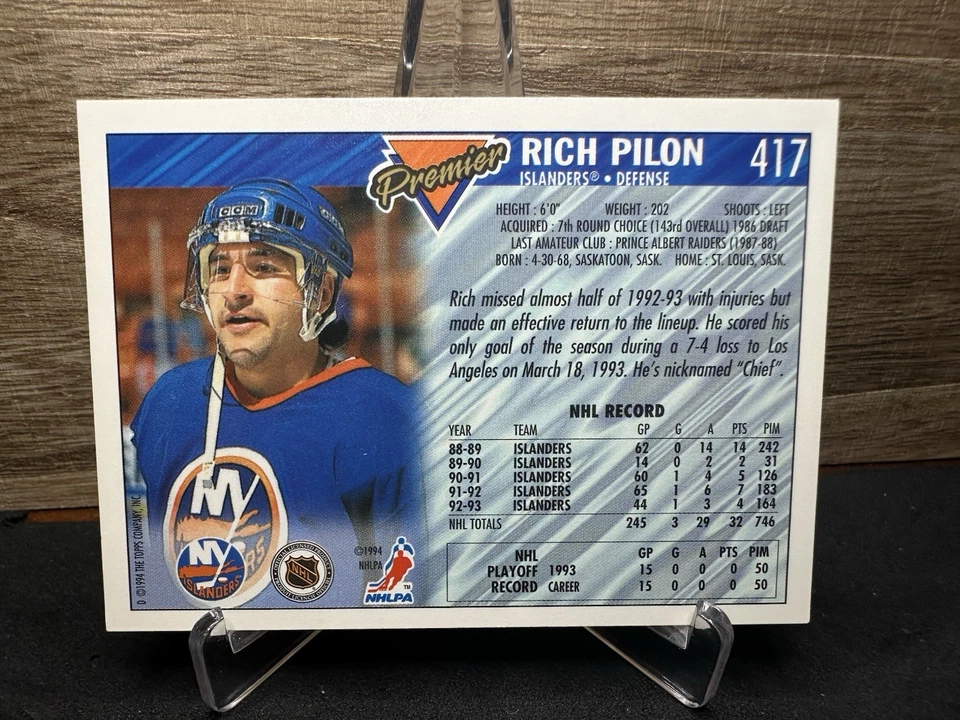 Premier
RICH PILON 417
ISLANDERS® • DEFENSE
HEIGHT : 6'0" WEIGHT : 202 SHOOTS : LEFT
ACQUIRED : 7th ROUND CHOICE (143rd OVERALL) 1986 DRAFT
LAST AMATEUR CLUB : PRINCE ALBERT RAIDERS (1987-88)
BORN : 4-30-68, SASKATOON, SASK. HOME : ST. LOUIS, SASK.
CCM
Rich missed almost half of 1992-93 with injuries but
made an effective return to the lineup. He scored his
only goal of the season during a 7-4 loss to Los
Angeles on March 18, 1993. He's nicknamed "Chief".
NHL RECORD
YEAR TEAM GP G A PTS PIM
88-89 ISLANDERS 62 0 14 14 242
89-90 ISLANDERS 14 0 2 2 31
90-91 ISLANDERS 60 1 4 5 126
91-92 ISLANDERS 65 1 6 7 183
92-93 ISLANDERS 44 1 3 4 164
NHL TOTALS 245 3 29 32 746
NHL GP G A PTS PIM
PLAYOFF 1993 15 0 0 0 50
RECORD CAREER 15 0 0 0 50
D ©1994 THE TOPPS COMPANY, INC.
NY
ISLANDERS
NHL
©1994
NHLPA
NHLPA
TM